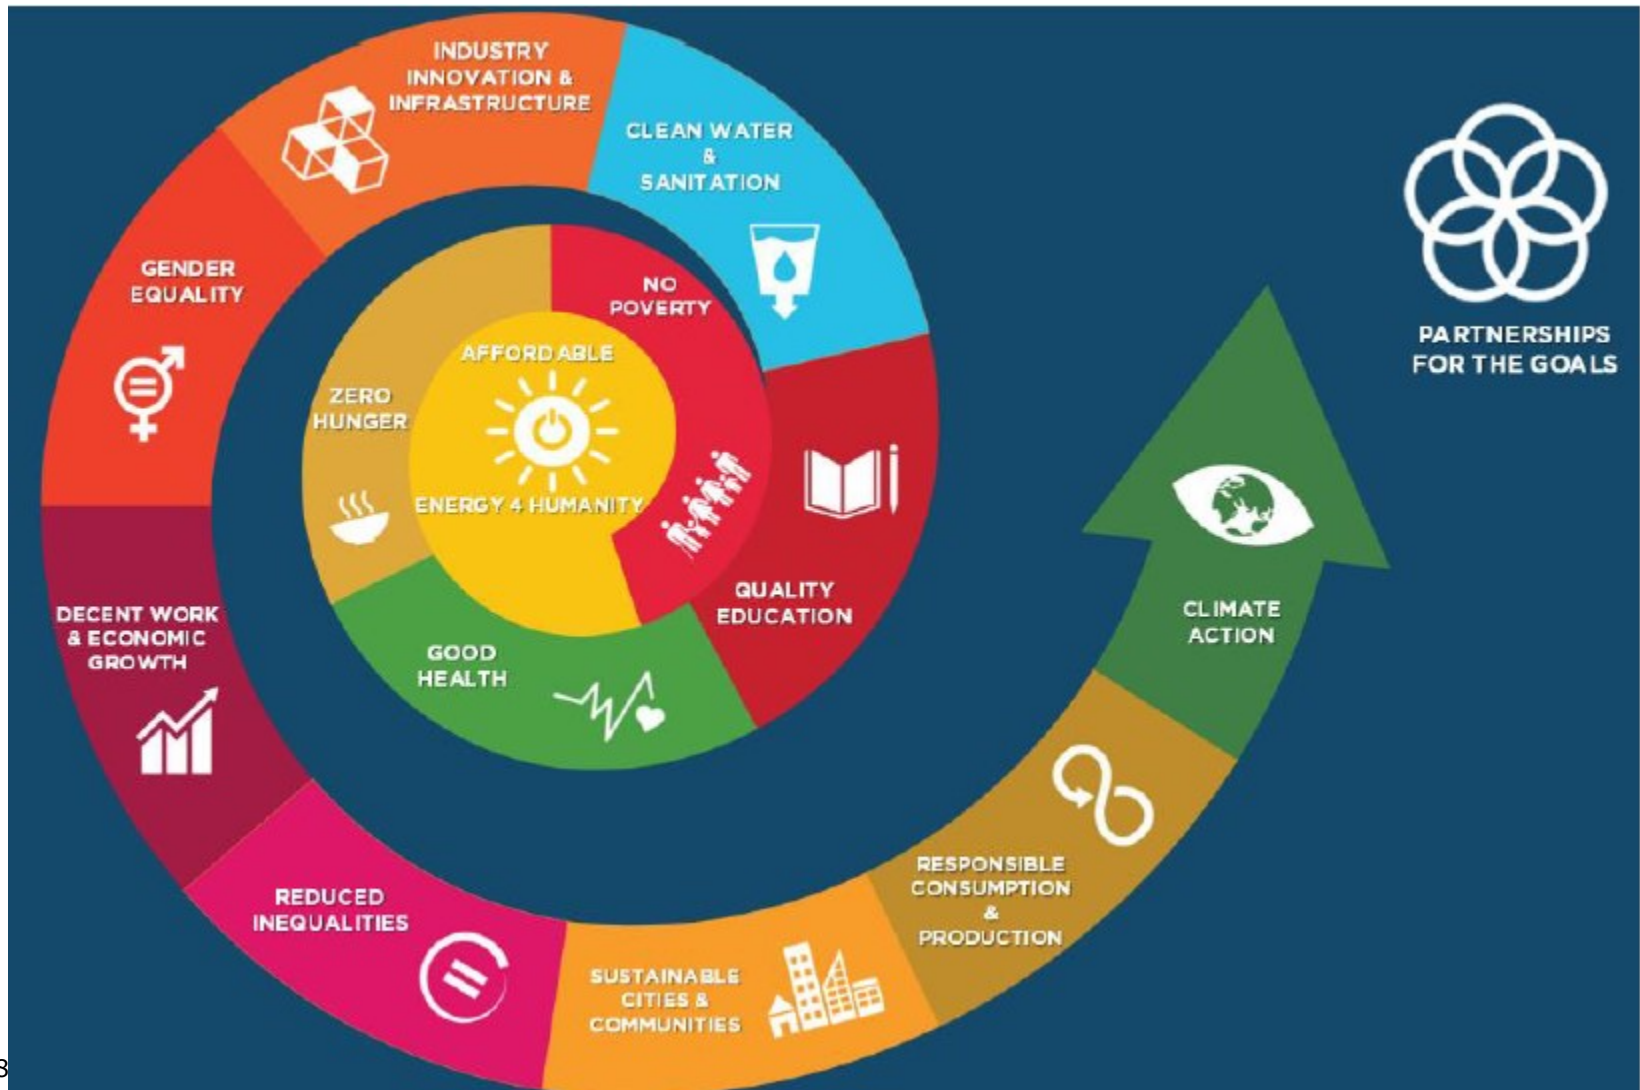 INDUSTRY
INNOVATION &
INFRASTRUCTURE
CLEAN WATER
&
SANITATION
GENDER
EQUALITY
NO
POVERTY
AFFORDABLE
ENERGY 4 HUMANITY
ZERO
HUNGER
PARTNERSHIPS
FOR THE GOALS
QUALITY
EDUCATION
GOOD
HEALTH
DECENT WORK
& ECONOMIC
GROWTH
CLIMATE
ACTION
REDUCED
INEQUALITIES
RESPONSIBLE
CONSUMPTION
&
PRODUCTION
SUSTAINABLE
CITIES &
COMMUNITIES